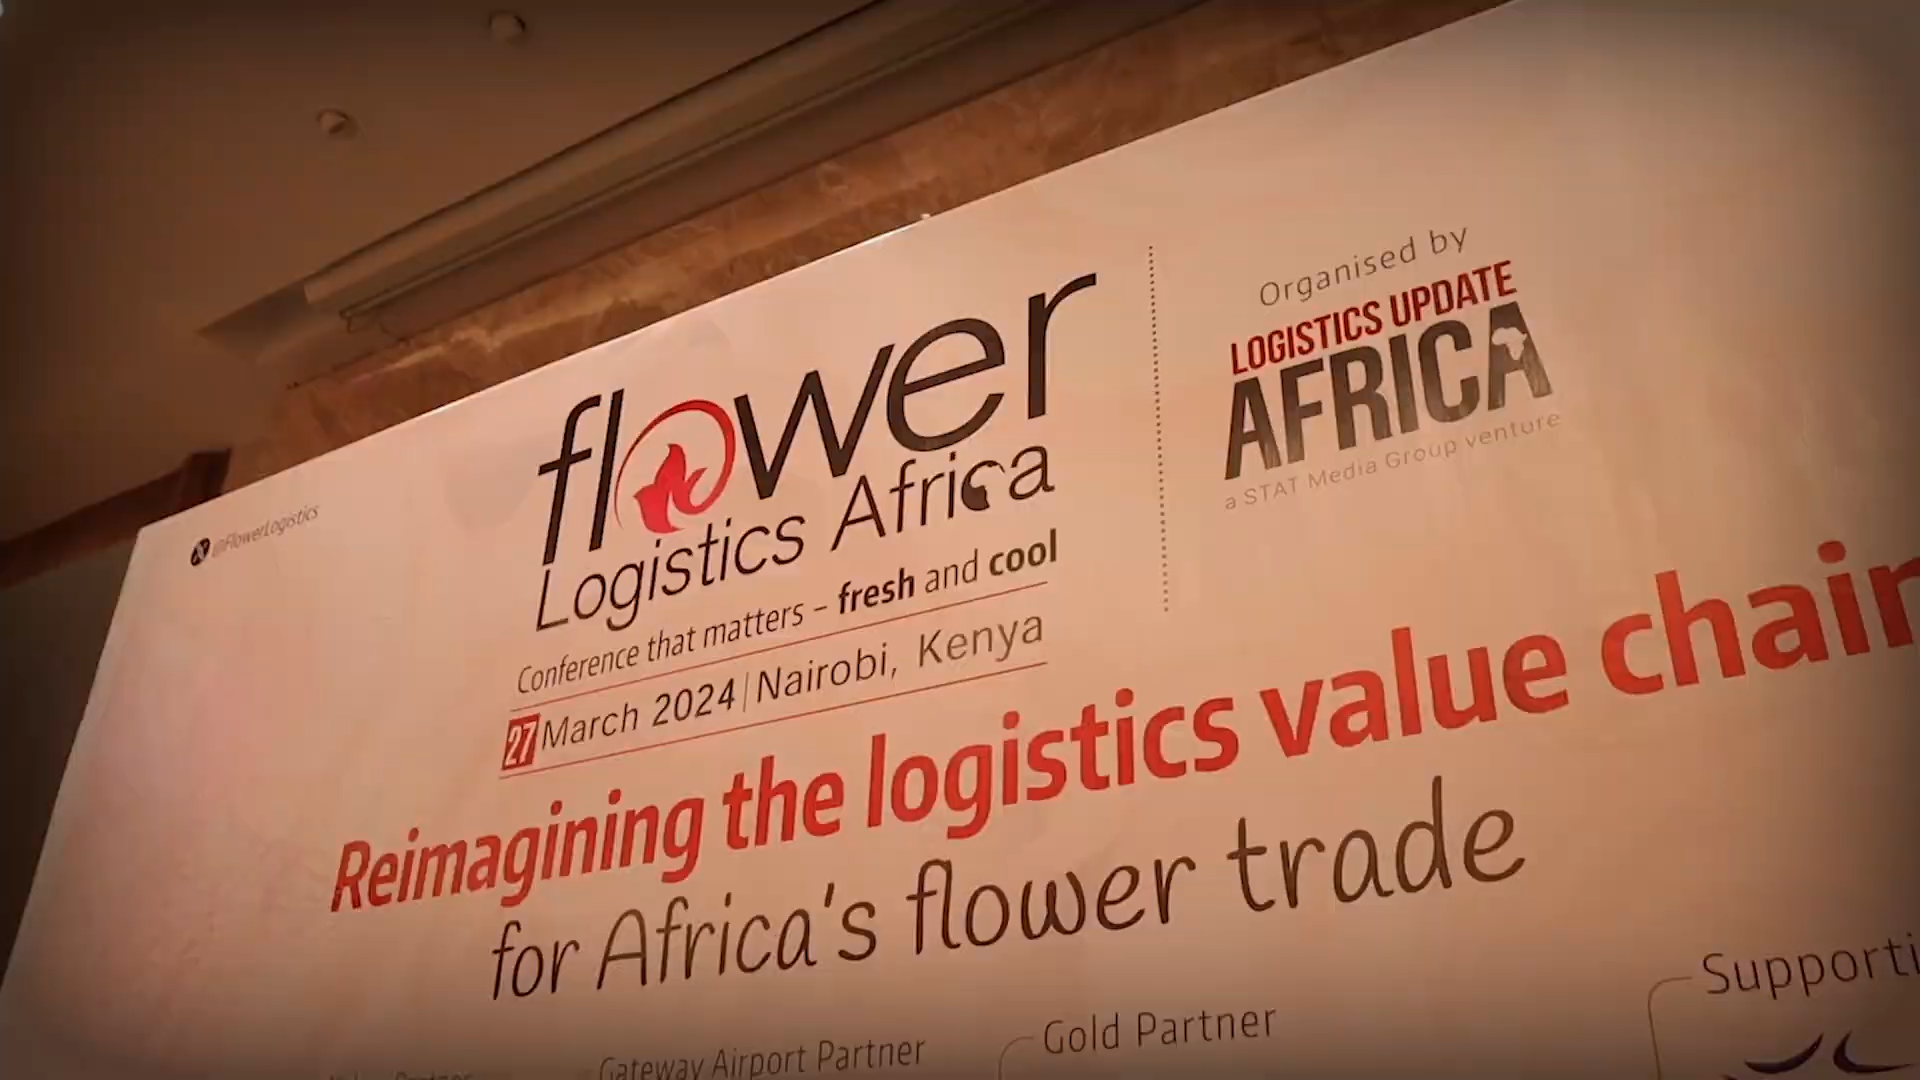 @FlowerLogistics
flower
Logistics Africa
Conference that matters – fresh and cool
27 March 2024 | Nairobi, Kenya
Organised by
LOGISTICS UPDATE
AFRICA
a STAT Media Group venture
Reimagining the logistics value chain
for Africa's flower trade
Gateway Airport Partner
Gold Partner
Supporti